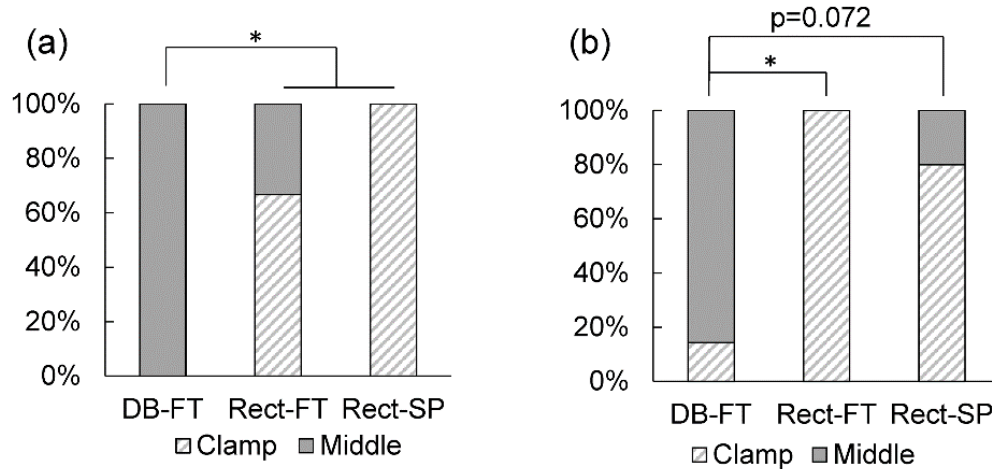 (a)
*
100%
80%
60%
40%
20%
0%
DB-FT Rect-FT Rect-SP
Clamp Middle
(b)
p=0.072
*
100%
80%
60%
40%
20%
0%
DB-FT Rect-FT Rect-SP
Clamp Middle